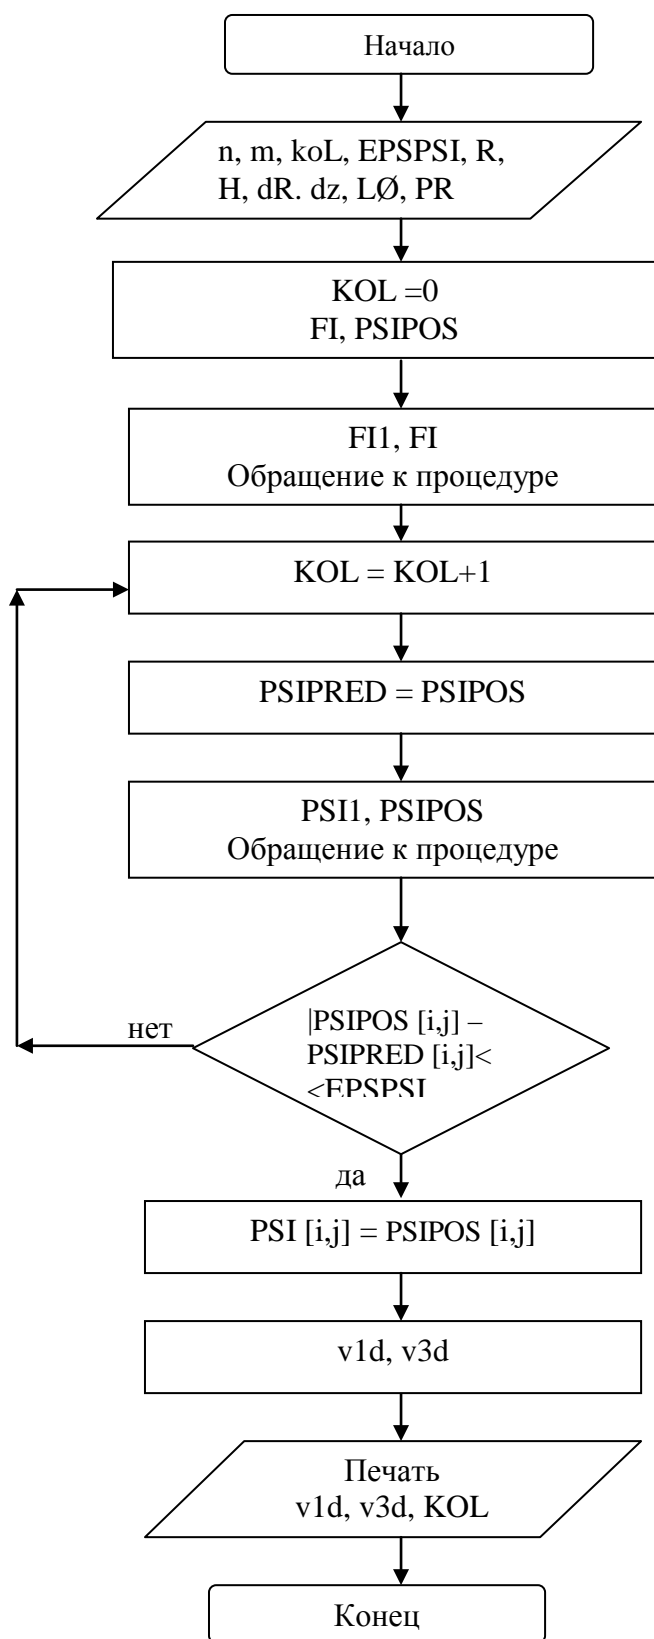 Начало
n, m, koL, EPSPSI, R,
H, dR. dz, LØ, PR
KOL =0
FI, PSIPOS
FI1, FI
Обращение к процедуре
KOL = KOL+1
PSIPRED = PSIPOS
PSI1, PSIPOS
Обращение к процедуре
|PSIPOS [i,j] –
PSIPRED [i,j]<
<EPSPSI
нет
да
PSI [i,j] = PSIPOS [i,j]
v1d, v3d
Печать
v1d, v3d, KOL
Конец